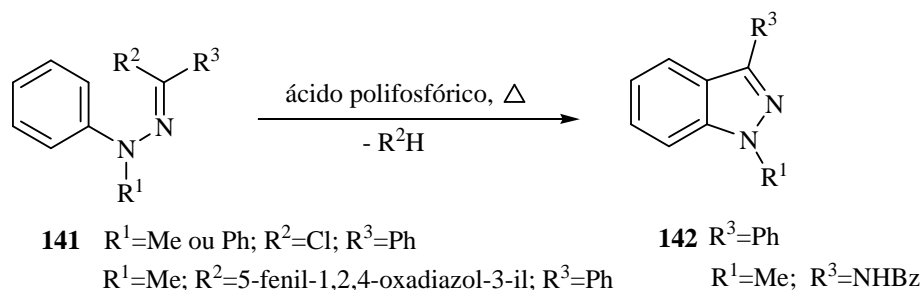 R² R³
N
N
R¹
ácido polifosfórico, △
- R²H
R³
N
N
R¹
141 R¹=Me ou Ph; R²=Cl; R³=Ph
R¹=Me; R²=5-fenil-1,2,4-oxadiazol-3-il; R³=Ph
142 R³=Ph
R¹=Me; R³=NHBz